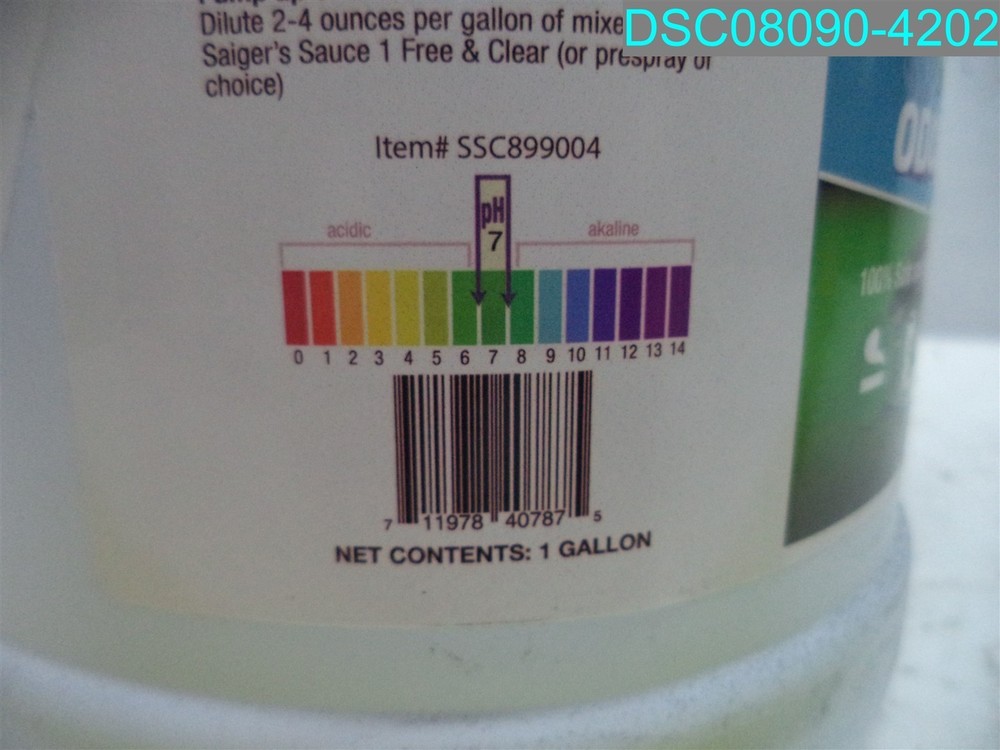 Dilute 2-4 ounces per gallon of mixe
DSC08090-4202
Saiger's Sauce 1 Free & Clear (or prespray of
choice)
Item# SSC899004
pH
7
acidic
akaline
0 1 2 3 4 5 6 7 8 9 10 11 12 13 14
7 11978 40787 5
NET CONTENTS: 1 GALLON
100%